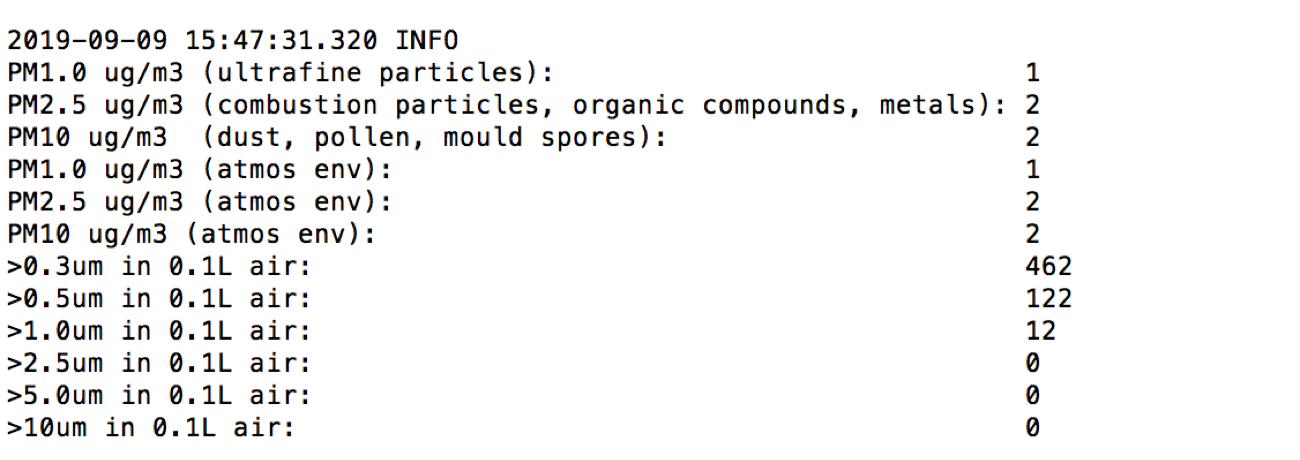 2019-09-09 15:47:31.320 INFO
PM1.0 ug/m3 (ultrafine particles): 1
PM2.5 ug/m3 (combustion particles, organic compounds, metals): 2
PM10 ug/m3  (dust, pollen, mould spores): 2
PM1.0 ug/m3 (atmos env): 1
PM2.5 ug/m3 (atmos env): 2
PM10 ug/m3 (atmos env): 2
>0.3um in 0.1L air: 462
>0.5um in 0.1L air: 122
>1.0um in 0.1L air: 12
>2.5um in 0.1L air: 0
>5.0um in 0.1L air: 0
>10um in 0.1L air: 0